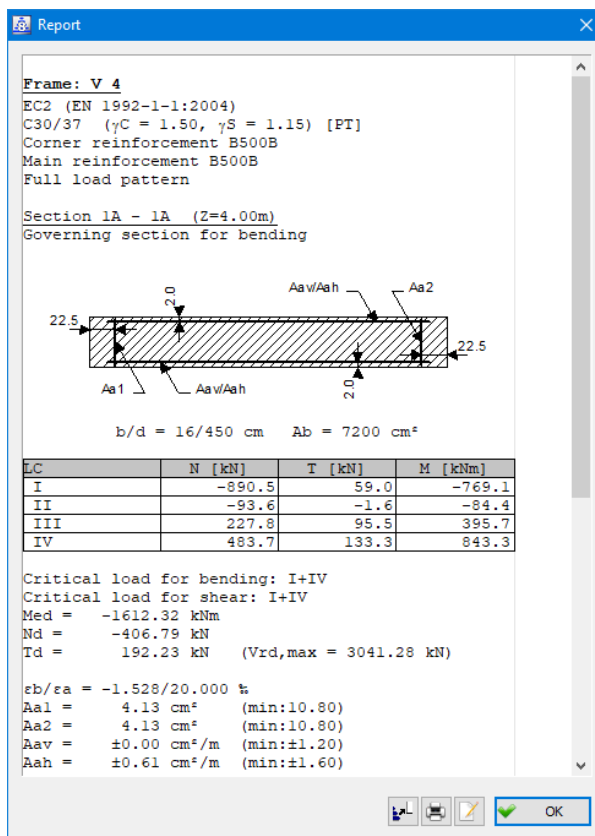 Report
Frame: V 4
EC2 (EN 1992-1-1:2004)
C30/37 (γC = 1.50, γS = 1.15) [PT]
Corner reinforcement B500B
Main reinforcement B500B
Full load pattern
Section 1A - 1A (Z=4.00m)
Governing section for bending
2.0 Aav/Aah Aa2
22.5 22.5
Aa1 Aav/Aah 2.0
b/d = 16/450 cm Ab = 7200 cm²
LC N [kN] T [kN] M [kNm]
I -890.5 59.0 -769.1
II -93.6 -1.6 -84.4
III 227.8 95.5 395.7
IV 483.7 133.3 843.3
Critical load for bending: I+IV
Critical load for shear: I+IV
Med = -1612.32 kNm
Nd = -406.79 kN
Td = 192.23 kN (Vrd,max = 3041.28 kN)
εb/εa = -1.528/20.000 ‰
Aa1 = 4.13 cm² (min:10.80)
Aa2 = 4.13 cm² (min:10.80)
Aav = ±0.00 cm²/m (min:±1.20)
Aah = ±0.61 cm²/m (min:±1.60)
OK